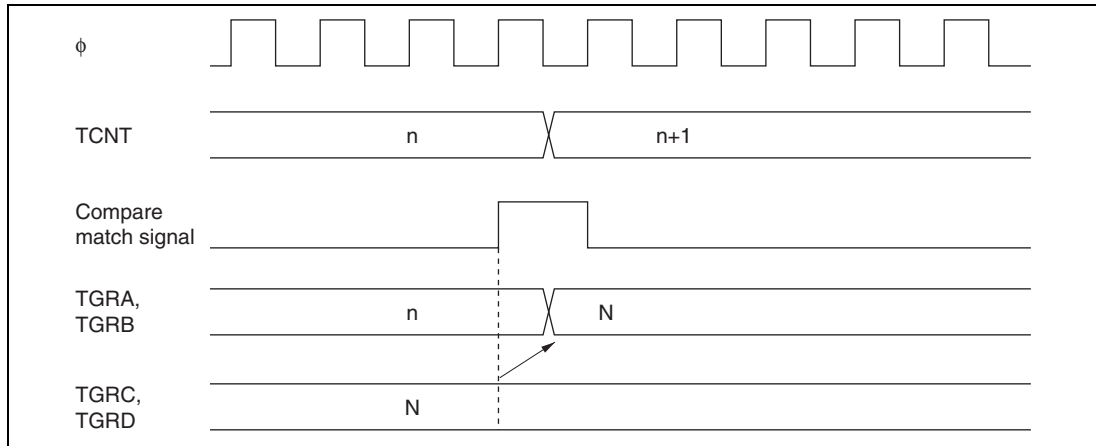 ϕ
TCNT
n
n+1
Compare
match signal
TGRA,
TGRB
n
N
TGRC,
TGRD
N